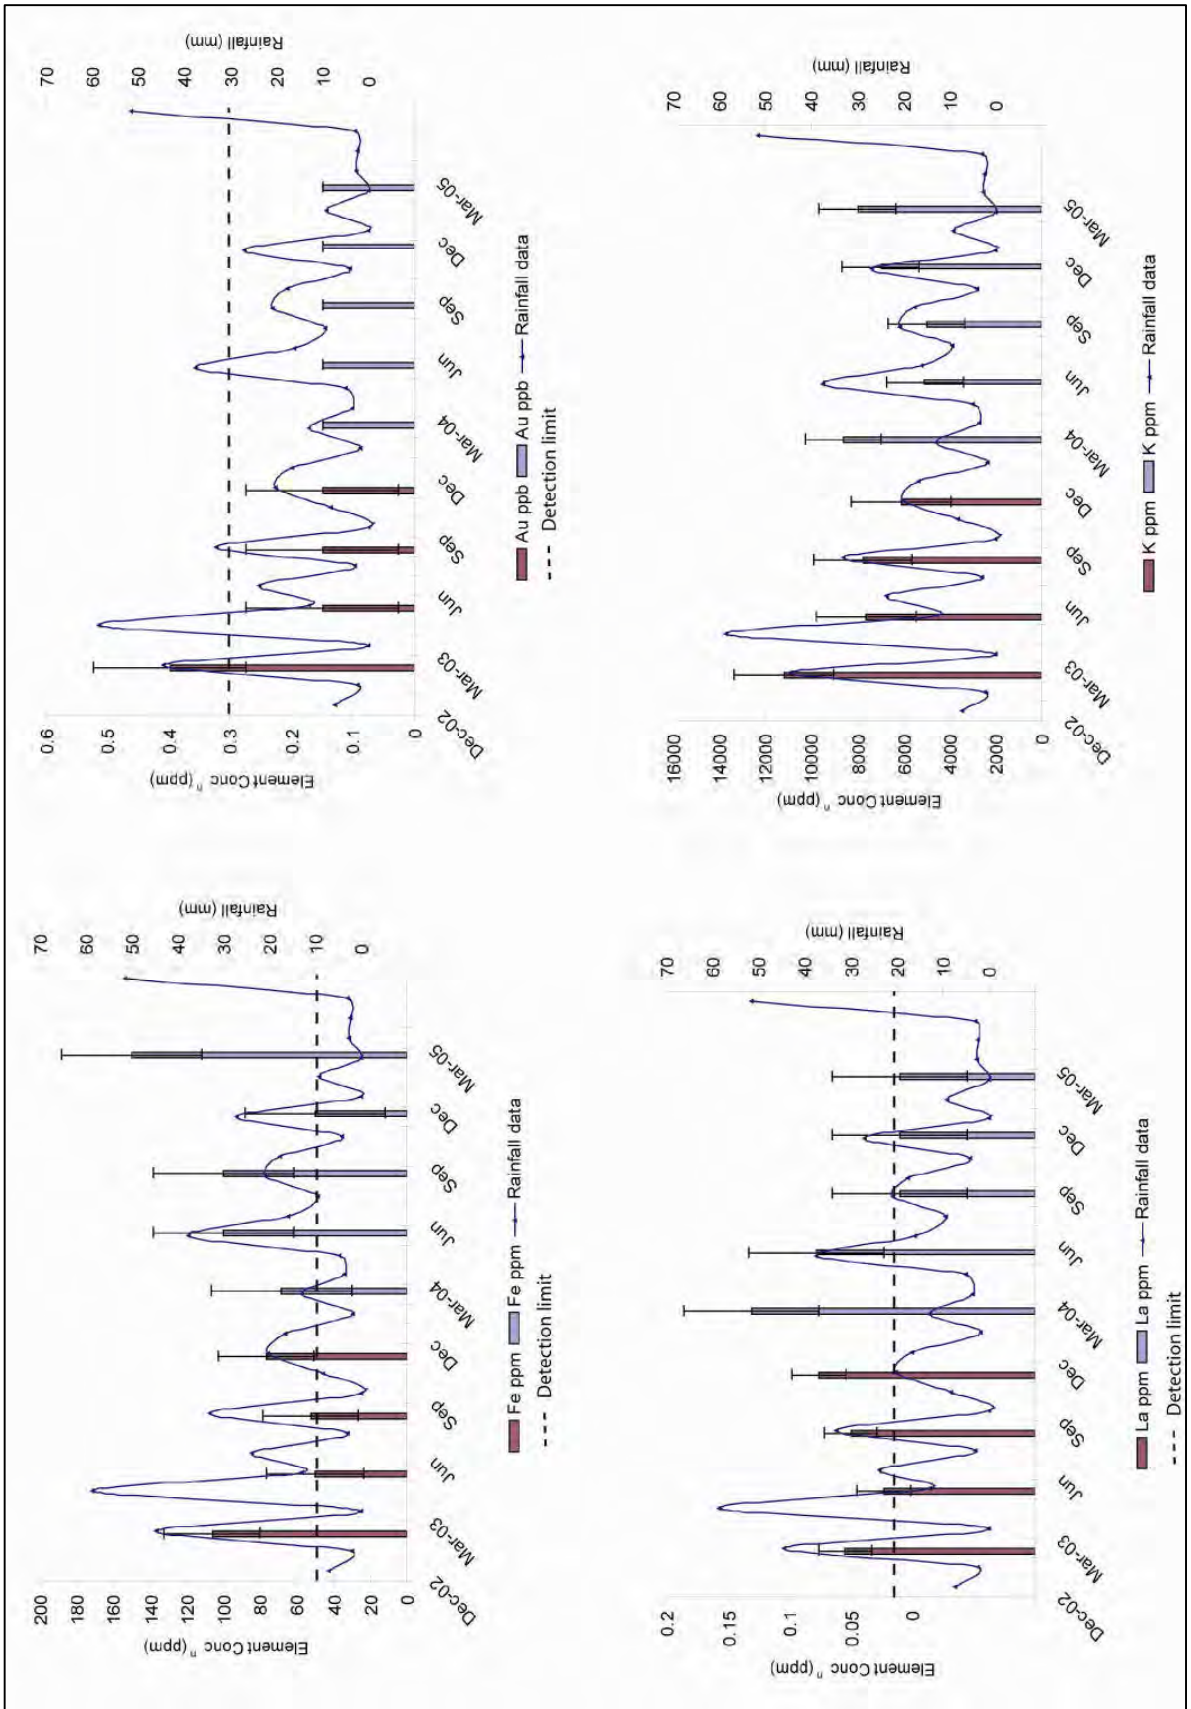 Element Conc ⁿ (ppm)
200
180
160
140
120
100
80
60
40
20
0
Rainfall (mm)
70
60
50
40
30
20
10
0
Dec-02
Mar-03
Jun
Sep
Dec
Mar-04
Jun
Sep
Dec
Mar-05
Fe ppm Fe ppm Rainfall data
Detection limit
Element Conc ⁿ (ppm)
0.6
0.5
0.4
0.3
0.2
0.1
0
Rainfall (mm)
70
60
50
40
30
20
10
0
Dec-02
Mar-03
Jun
Sep
Dec
Mar-04
Jun
Sep
Dec
Mar-05
Au ppb Au ppb Rainfall data
Detection limit
Element Conc ⁿ (ppm)
0.2
0.15
0.1
0.05
0
Rainfall (mm)
70
60
50
40
30
20
10
0
Dec-02
Mar-03
Jun
Sep
Dec
Mar-04
Jun
Sep
Dec
Mar-05
La ppm La ppm Rainfall data
Detection limit
Element Conc ⁿ (ppm)
16000
14000
12000
10000
8000
6000
4000
2000
0
Rainfall (mm)
70
60
50
40
30
20
10
0
Dec-02
Mar-03
Jun
Sep
Dec
Mar-04
Jun
Sep
Dec
Mar-05
K ppm K ppm Rainfall data